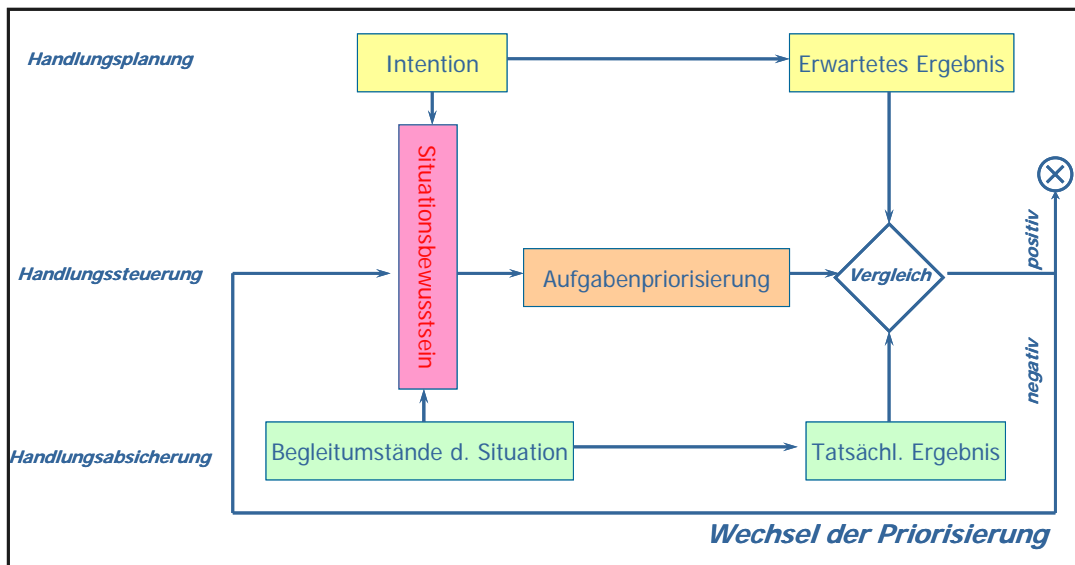 Handlungsplanung
Intention
Erwartetes Ergebnis
Situationsbewusstsein
Handlungssteuerung
Aufgabenpriorisierung
Vergleich
positiv
negativ
Handlungsabsicherung
Begleitumstände d. Situation
Tatsächl. Ergebnis
Wechsel der Priorisierung